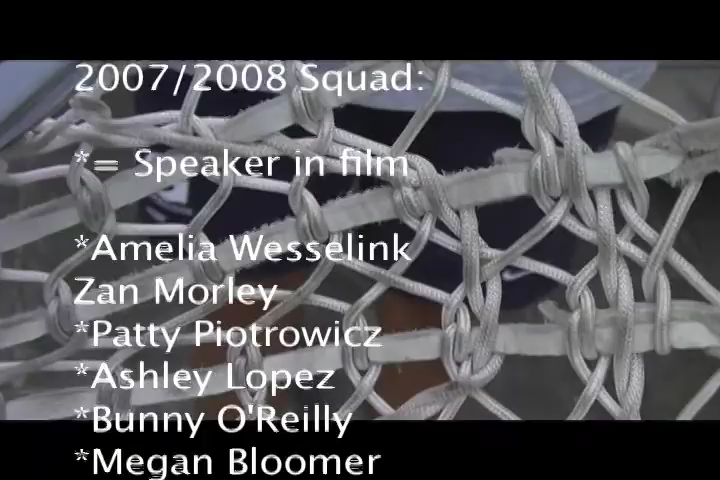 2007/2008 Squad:
*= Speaker in film
*Amelia Wesselink
Zan Morley
*Patty Piotrowicz
*Ashley Lopez
*Bunny O'Reilly
*Megan Bloomer